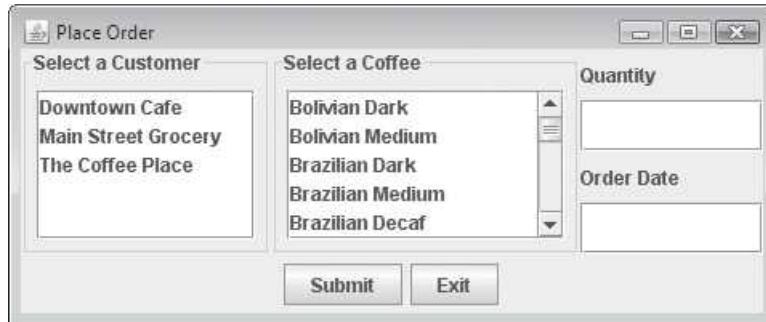 Place Order
Select a Customer
Downtown Cafe
Main Street Grocery
The Coffee Place
Select a Coffee
Bolivian Dark
Bolivian Medium
Brazilian Dark
Brazilian Medium
Brazilian Decaf
Quantity
Order Date
Submit
Exit